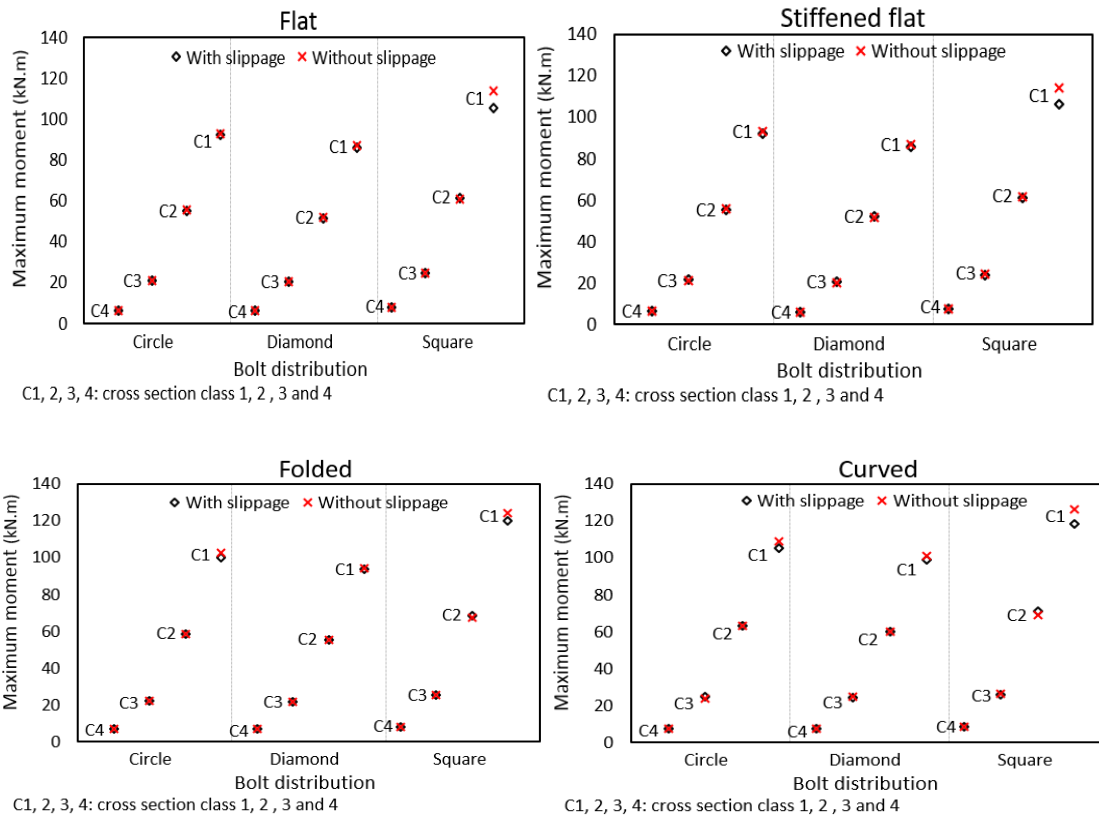 Flat
Maximum moment (kN.m)
140
120
100
80
60
40
20
0
With slippage Without slippage
C4
C3
C2
C1
C4
C3
C2
C1
C4
C3
C2
C1
Circle Diamond Square
Bolt distribution
C1, 2, 3, 4: cross section class 1, 2 , 3 and 4
Stiffened flat
Maximum moment (kN.m)
140
120
100
80
60
40
20
0
With slippage Without slippage
C4
C3
C2
C1
C4
C3
C2
C1
C4
C3
C2
C1
Circle Diamond Square
Bolt distribution
C1, 2, 3, 4: cross section class 1, 2 , 3 and 4
Folded
Maximum moment (kN.m)
140
120
100
80
60
40
20
0
With slippage Without slippage
C4
C3
C2
C1
C4
C3
C2
C1
C4
C3
C2
C1
Circle Diamond Square
Bolt distribution
C1, 2, 3, 4: cross section class 1, 2 , 3 and 4
Curved
Maximum moment (kN.m)
140
120
100
80
60
40
20
0
With slippage Without slippage
C4
C3
C2
C1
C4
C3
C2
C1
C4
C3
C2
C1
Circle Diamond Square
Bolt distribution
C1, 2, 3, 4: cross section class 1, 2 , 3 and 4